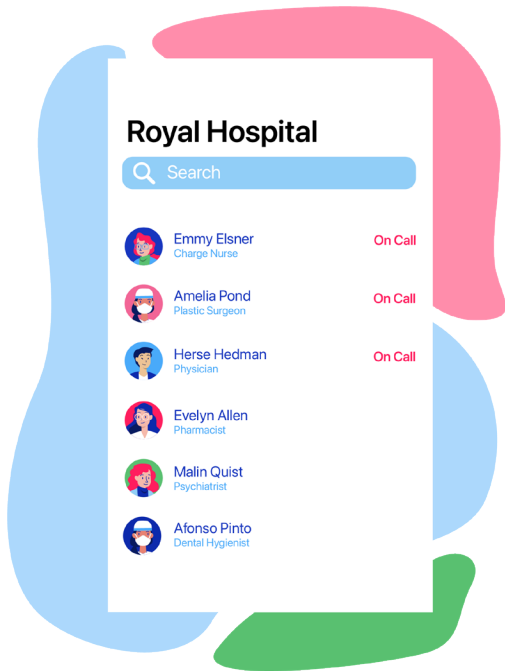 Royal Hospital
Search
Emmy Elsner
On Call
Charge Nurse
Amelia Pond
On Call
Plastic Surgeon
Herse Hedman
On Call
Physician
Evelyn Allen
Pharmacist
Malin Quist
Psychiatrist
Afonso Pinto
Dental Hygienist